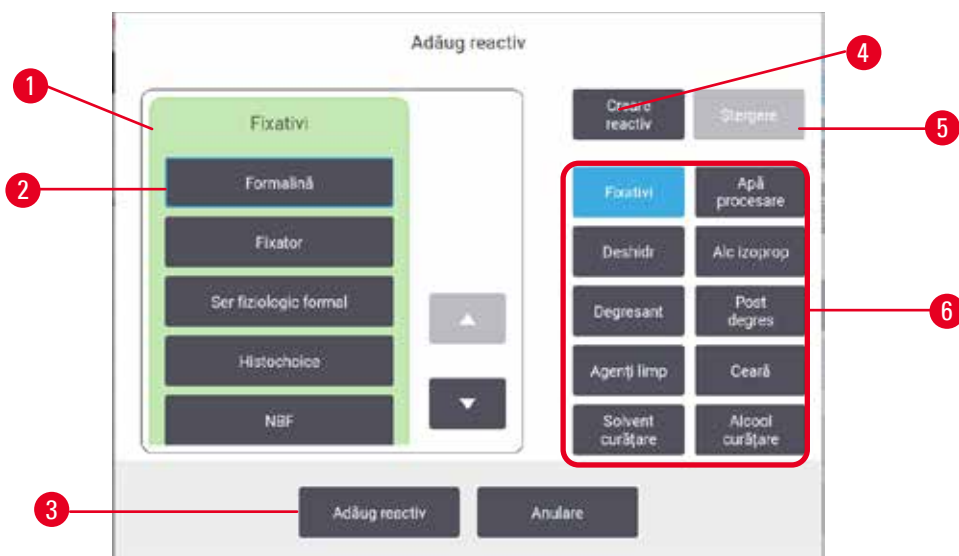 Adăug reactiv
1
Fixativi
2
Formalină
Fixator
Ser fiziologic formal
Histochoice
NBF
4
Creare
reactiv
Ștergere
5
Fixativi
Apă
procesare
Deshidr
Alc izoprop
Degresant
Post
degres
6
Agenți limp
Ceară
Solvent
curățare
Alcool
curățare
3
Adăug reactiv
Anulare